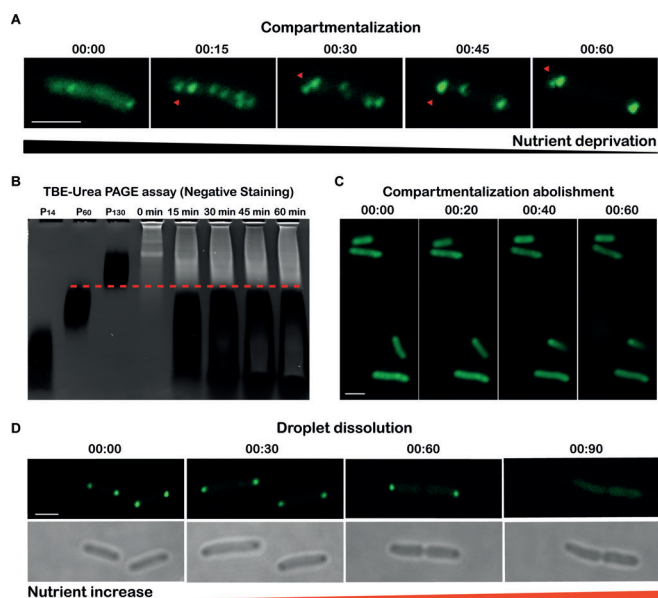 A
Compartmentalization
00:00 00:15 00:30 00:45 00:60
Nutrient deprivation
B
TBE-Urea PAGE assay (Negative Staining)
P14 P60 P130 0 min 15 min 30 min 45 min 60 min
C
Compartmentalization abolishment
00:00 00:20 00:40 00:60
D
Droplet dissolution
00:00 00:30 00:60 00:90
Nutrient increase